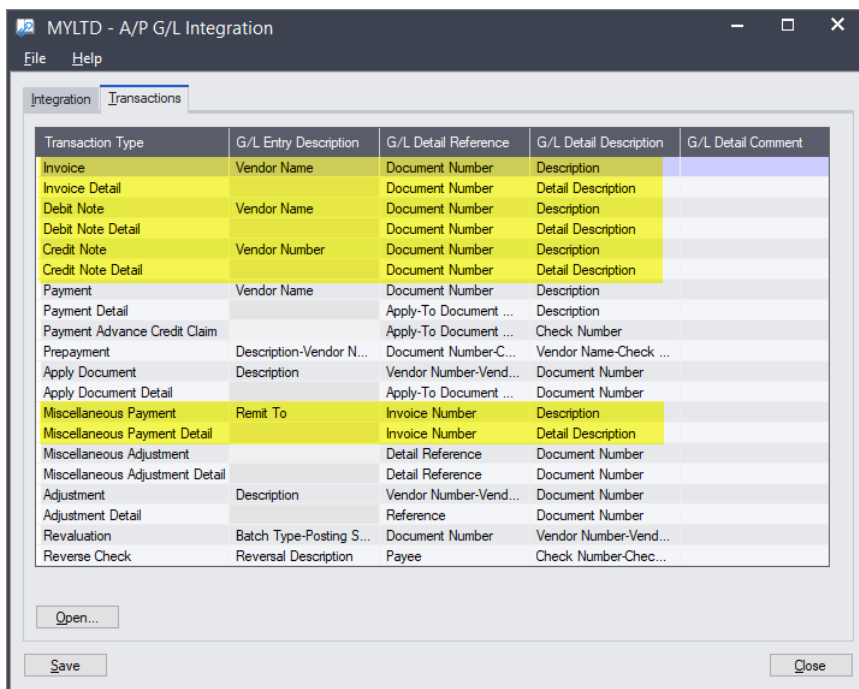 MYLTD - A/P G/L Integration
File Help
Integration Transactions
Transaction Type G/L Entry Description G/L Detail Reference G/L Detail Description G/L Detail Comment
Invoice Vendor Name Document Number Description
Invoice Detail Document Number Detail Description
Debit Note Vendor Name Document Number Description
Debit Note Detail Document Number Detail Description
Credit Note Vendor Number Document Number Description
Credit Note Detail Document Number Detail Description
Payment Vendor Name Document Number Description
Payment Detail Apply-To Document ... Description
Payment Advance Credit Claim Apply-To Document ... Check Number
Prepayment Description-Vendor N... Document Number-C... Vendor Name-Check ...
Apply Document Description Vendor Number-Vend... Document Number
Apply Document Detail Apply-To Document ... Document Number
Miscellaneous Payment Remit To Invoice Number Description
Miscellaneous Payment Detail Invoice Number Detail Description
Miscellaneous Adjustment Detail Reference Document Number
Miscellaneous Adjustment Detail Detail Reference Document Number
Adjustment Description Vendor Number-Vend... Document Number
Adjustment Detail Reference Document Number
Revaluation Batch Type-Posting S... Document Number Vendor Number-Vend...
Reverse Check Reversal Description Payee Check Number-Chec...
Open...
Save Close